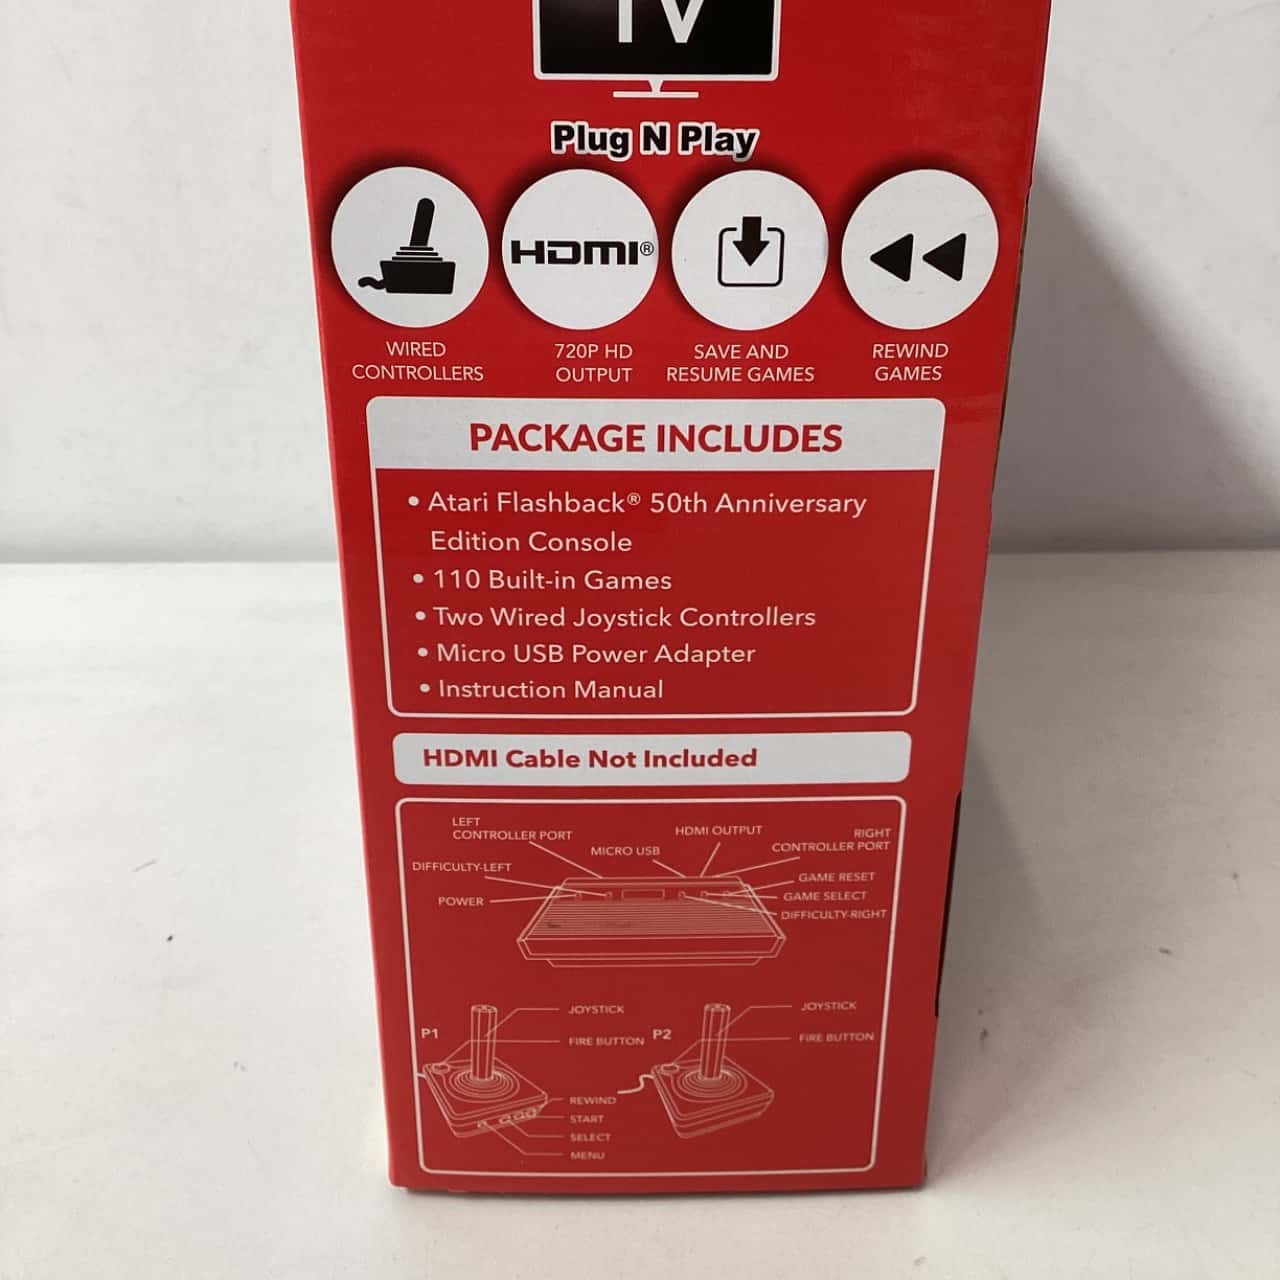 TV
Plug N Play
HDMI®
WIRED CONTROLLERS
720P HD OUTPUT
SAVE AND RESUME GAMES
REWIND GAMES
PACKAGE INCLUDES
• Atari Flashback® 50th Anniversary
Edition Console
• 110 Built-in Games
• Two Wired Joystick Controllers
• Micro USB Power Adapter
• Instruction Manual
HDMI Cable Not Included
LEFT
CONTROLLER PORT
HDMI OUTPUT
RIGHT
CONTROLLER PORT
MICRO USB
DIFFICULTY-LEFT
GAME RESET
POWER
GAME SELECT
DIFFICULTY-RIGHT
P1
JOYSTICK
FIRE BUTTON
REWIND
START
SELECT
MENU
P2
JOYSTICK
FIRE BUTTON